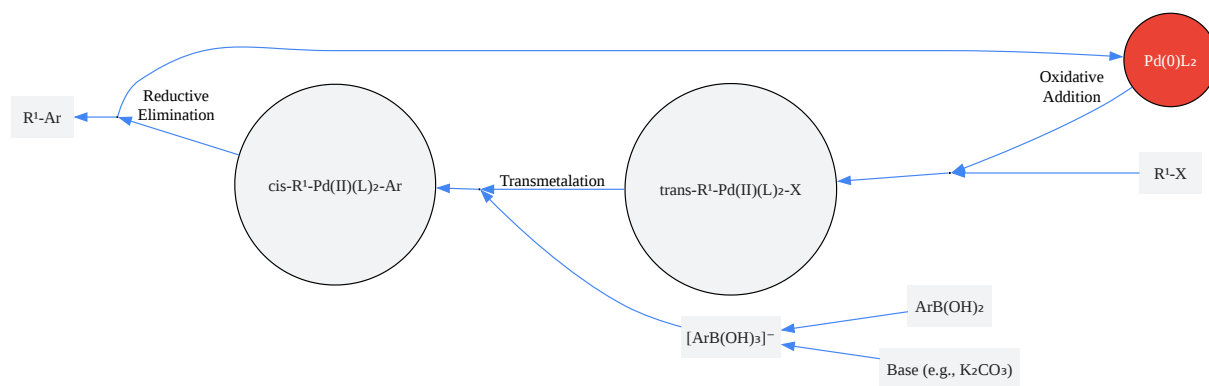 Pd(0)L₂
Oxidative
Addition
Reductive
Elimination
R¹-Ar
R¹-X
cis-R¹-Pd(II)(L)₂-Ar
Transmetalation
trans-R¹-Pd(II)(L)₂-X
ArB(OH)₂
[ArB(OH)₃]⁻
Base (e.g., K₂CO₃)